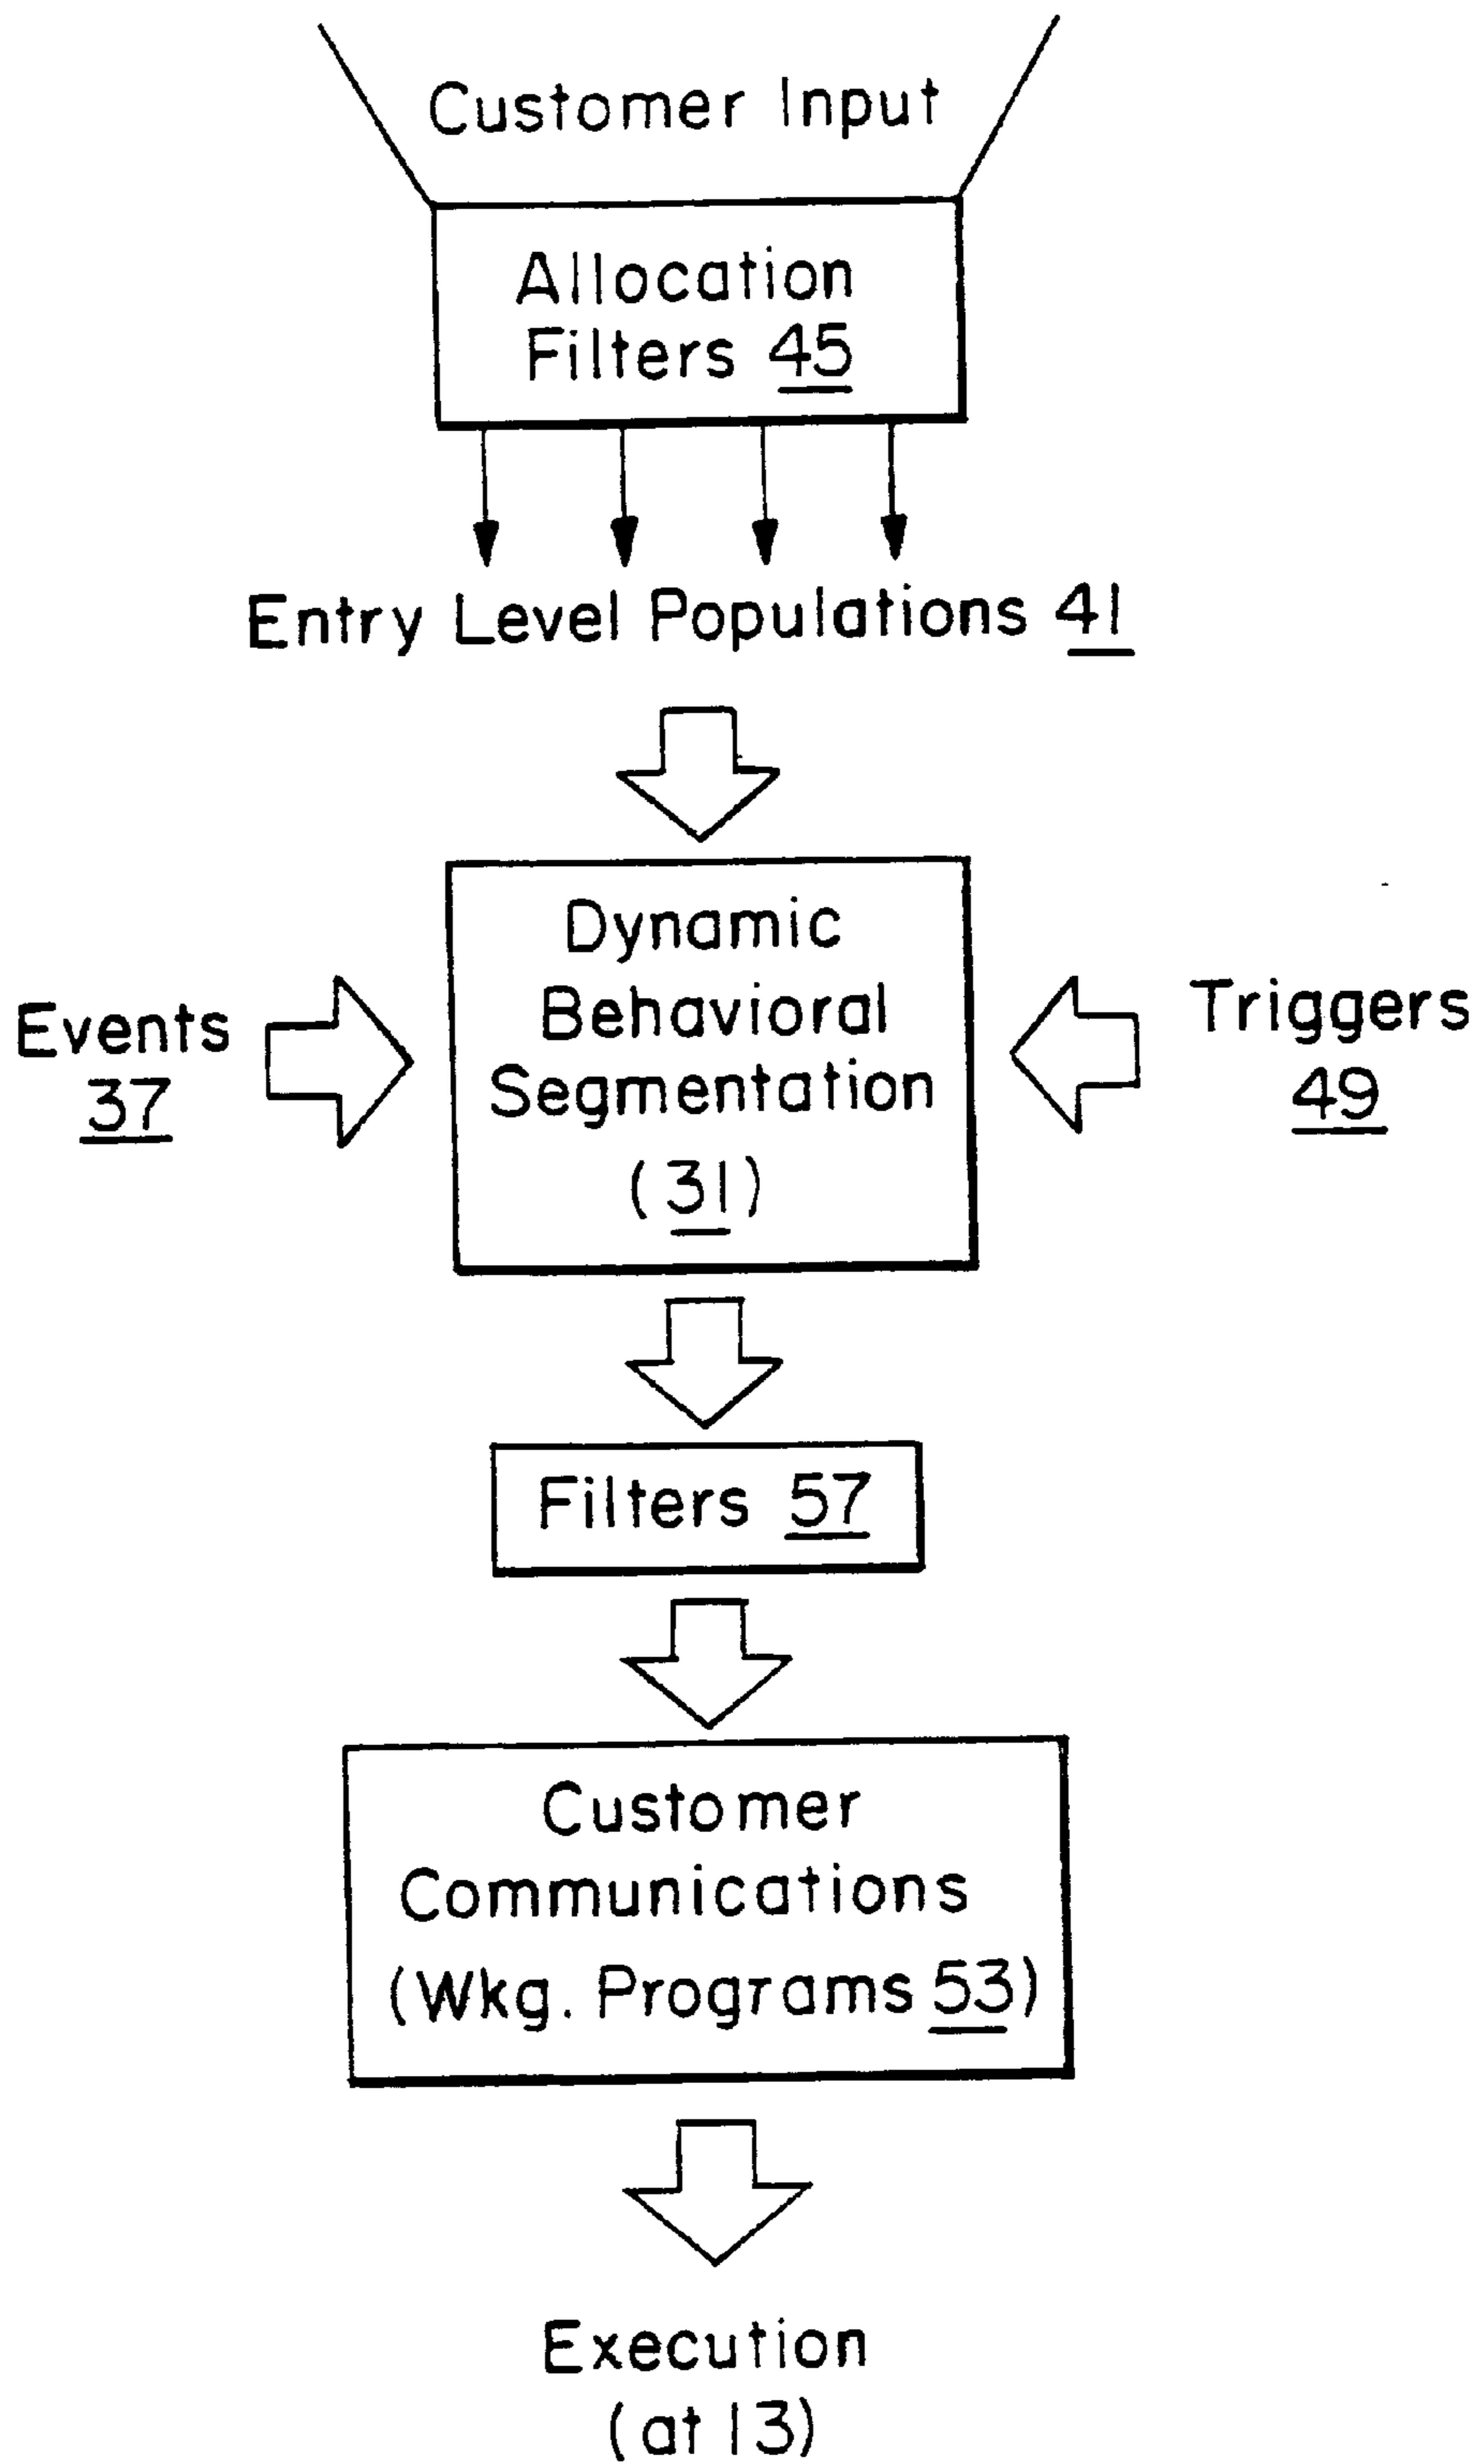 Customer Input
Allocation
Filters 45
Entry Level Populations 41
Dynamic
Behavioral
Segmentation
(31)
Events
37
Triggers
49
Filters 57
Customer
Communications
(Wkg. Programs 53)
Execution
(at 13)